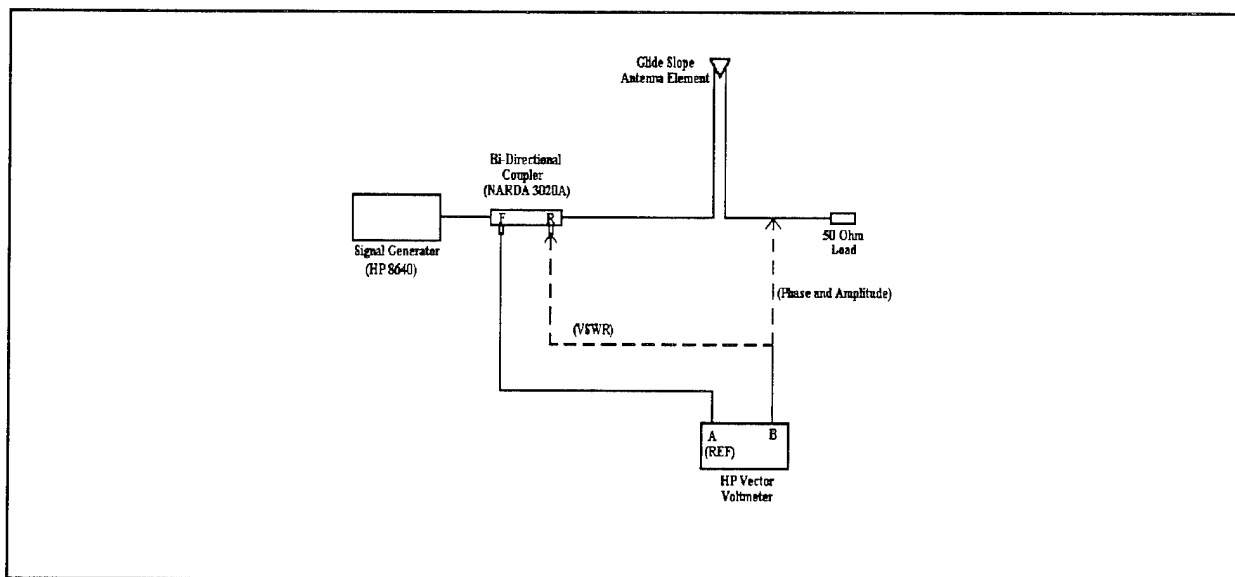 Glide Slope
Antenna Element
Bi-Directional
Coupler
(NARDA 3020A)
F
R
Signal Generator
(HP 8640)
50 Ohm
Load
(Phase and Amplitude)
(VSWR)
A
B
(REF)
HP Vector
Voltmeter